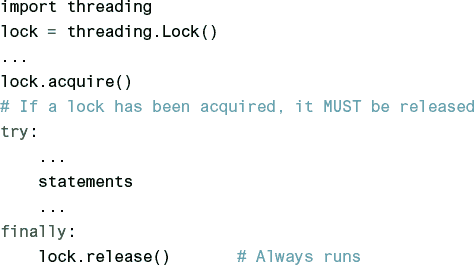 import threading
lock = threading.Lock()
...
lock.acquire()
# If a lock has been acquired, it MUST be released
try:
    ...
    statements
    ...
finally:
    lock.release()       # Always runs